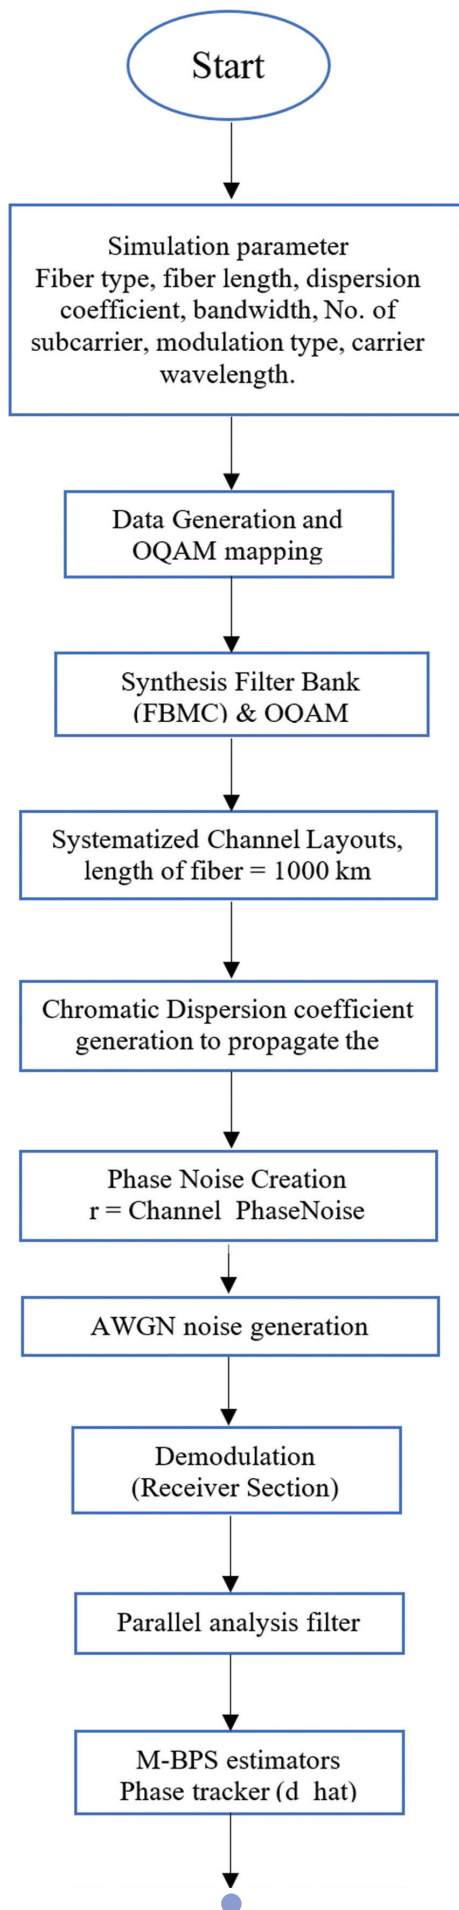 Start
Simulation parameter
Fiber type, fiber length, dispersion
coefficient, bandwidth, No. of
subcarrier, modulation type, carrier
wavelength.
Data Generation and
OQAM mapping
Synthesis Filter Bank
(FBMC) & OQAM
Systematized Channel Layouts,
length of fiber = 1000 km
Chromatic Dispersion coefficient
generation to propagate the
Phase Noise Creation
r = Channel PhaseNoise
AWGN noise generation
Demodulation
(Receiver Section)
Parallel analysis filter
M-BPS estimators
Phase tracker (d hat)